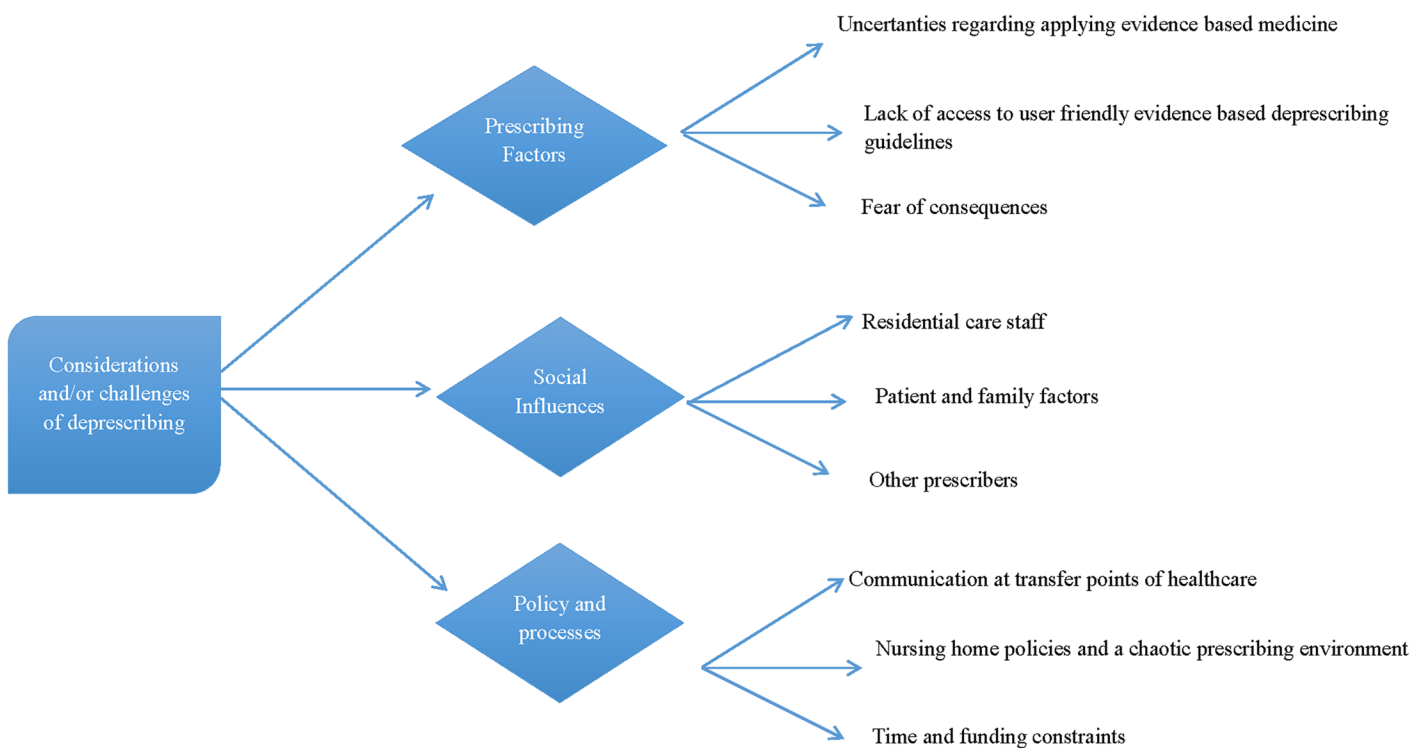 Considerations
and/or challenges
of deprescribing
Prescribing
Factors
Uncertanties regarding applying evidence based medicine
Lack of access to user friendly evidence based deprescribing
guidelines
Fear of consequences
Social
Influences
Residential care staff
Patient and family factors
Other prescribers
Policy and
processes
Communication at transfer points of healthcare
Nursing home policies and a chaotic prescribing environment
Time and funding constraints